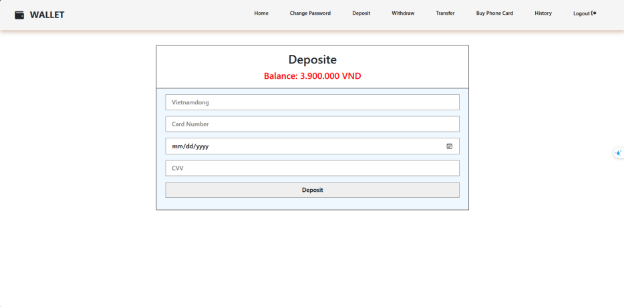 WALLET
Home Change Password Deposit Withdraw Transfer Buy Phone Card History Logout
Deposite
Balance: 3.900.000 VND
Vietnamdong
Card Number
mm/dd/yyyy
CVV
Deposit